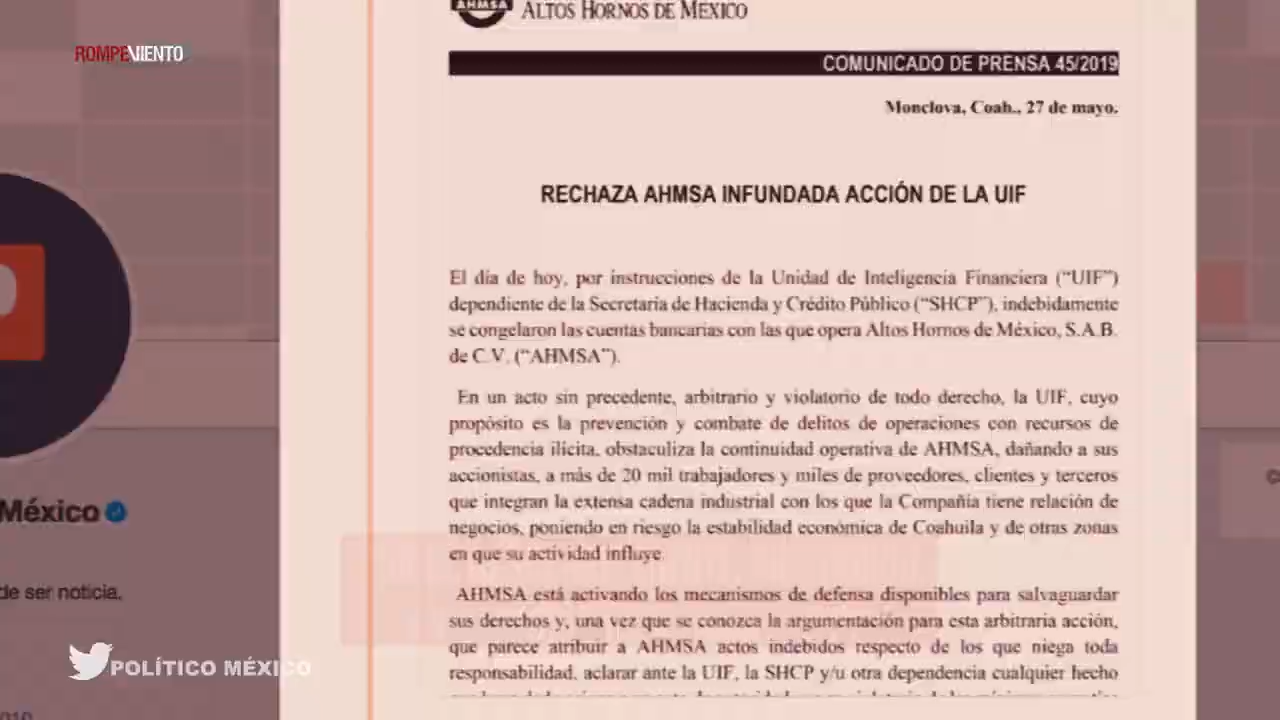 ROMPEVIENTO
AHMSA
ALTOS HORNOS DE MÉXICO
COMUNICADO DE PRENSA 45/2019
Monclova, Coah., 27 de mayo.
RECHAZA AHMSA INFUNDADA ACCIÓN DE LA UIF
El día de hoy, por instrucciones de la Unidad de Inteligencia Financiera (“UIF”)
dependiente de la Secretaría de Hacienda y Crédito Público (“SHCP”), indebidamente
se congelaron las cuentas bancarias con las que opera Altos Hornos de México, S.A.B.
de C.V. (“AHMSA”).
En un acto sin precedente, arbitrario y violatorio de todo derecho, la UIF, cuyo
propósito es la prevención y combate de delitos de operaciones con recursos de
procedencia ilícita, obstaculiza la continuidad operativa de AHMSA, dañando a sus
accionistas, a más de 20 mil trabajadores y miles de proveedores, clientes y terceros
que integran la extensa cadena industrial con los que la Compañía tiene relación de
negocios, poniendo en riesgo la estabilidad económica de Coahuila y de otras zonas
en que su actividad influye.
AHMSA está activando los mecanismos de defensa disponibles para salvaguardar
sus derechos y, una vez que se conozca la argumentación para esta arbitraria acción,
que parece atribuir a AHMSA actos indebidos respecto de los que niega toda
responsabilidad, aclarar ante la UIF, la SHCP y/u otra dependencia cualquier hecho
México
de ser noticia.
POLÍTICO MÉXICO